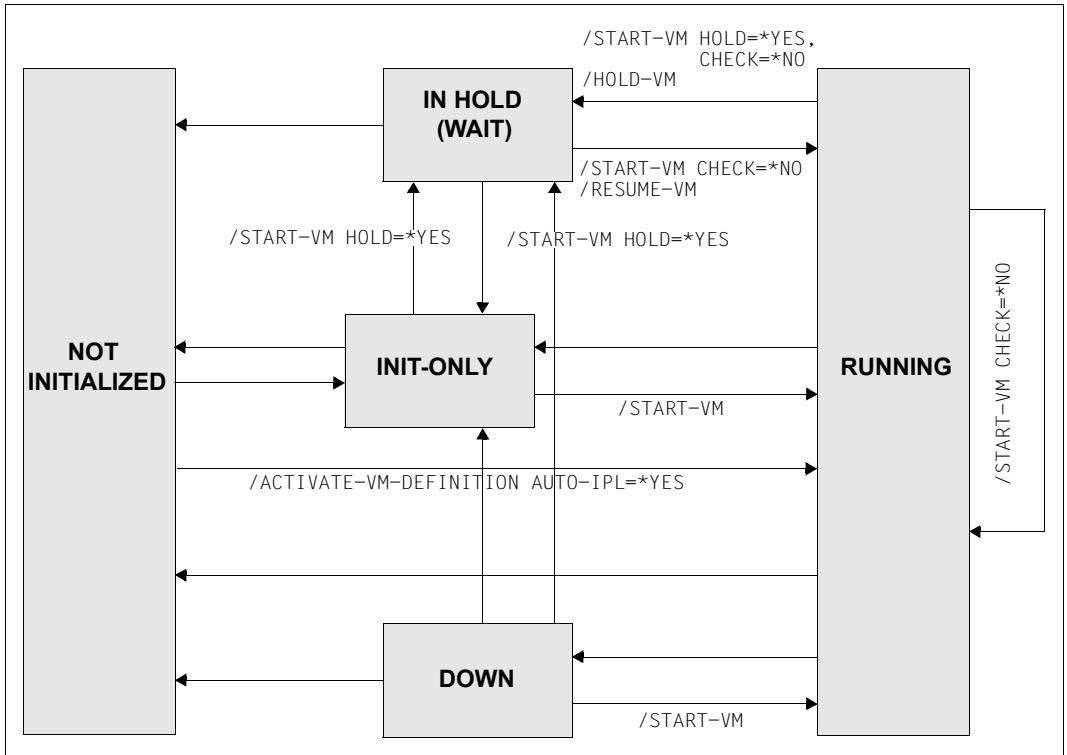 /START-VM HOLD=*YES,
CHECK=*NO
/HOLD-VM
IN HOLD
(WAIT)
/START-VM CHECK=*NO
/RESUME-VM
/START-VM HOLD=*YES
/START-VM HOLD=*YES
/START-VM CHECK=*NO
NOT
INITIALIZED
INIT-ONLY
RUNNING
/START-VM
/ACTIVATE-VM-DEFINITION AUTO-IPL=*YES
DOWN
/START-VM